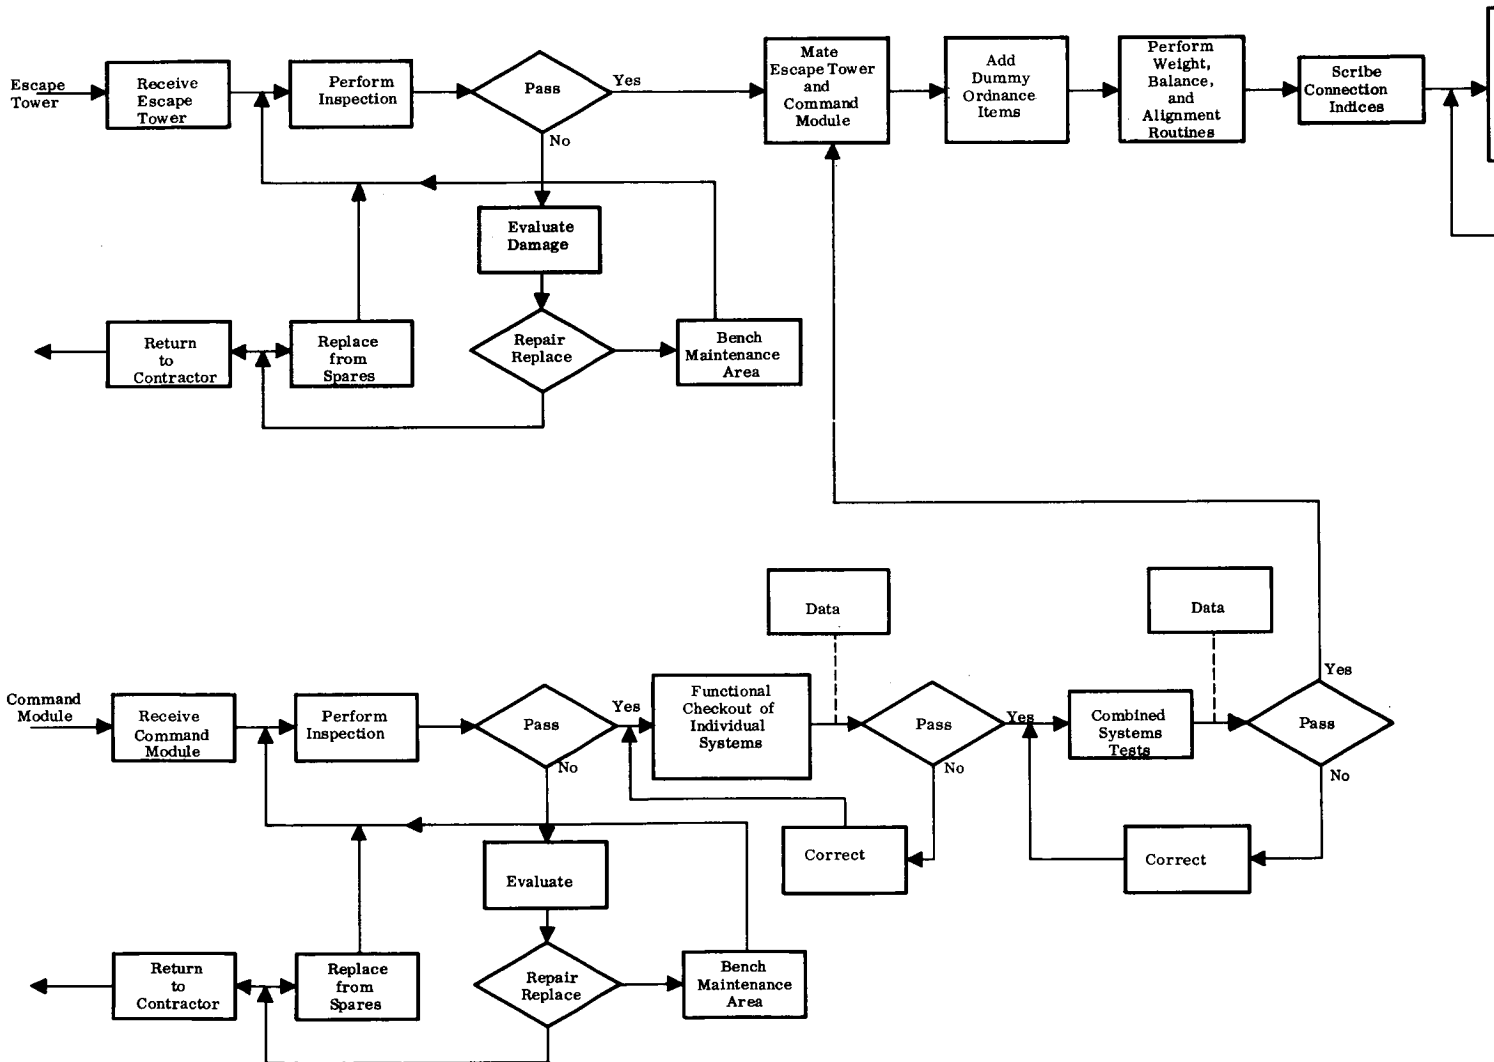 Escape
Tower
Receive
Escape
Tower
Perform
Inspection
Pass
Yes
No
Mate
Escape Tower
and
Command
Module
Add
Dummy
Ordnance
Items
Perform
Weight,
Balance,
and
Alignment
Routines
Scribe
Connection
Indices
Evaluate
Damage
Return
to
Contractor
Replace
from
Spares
Repair
Replace
Bench
Maintenance
Area
Data
Data
Command
Module
Receive
Command
Module
Perform
Inspection
Pass
Yes
No
Functional
Checkout of
Individual
Systems
Pass
Yes
No
Combined
Systems
Tests
Pass
Yes
No
Correct
Correct
Evaluate
Return
to
Contractor
Replace
from
Spares
Repair
Replace
Bench
Maintenance
Area